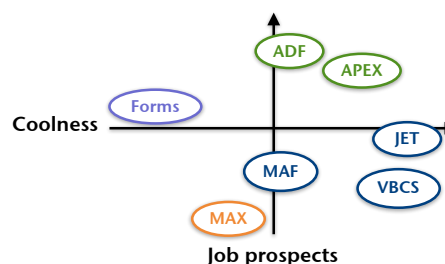 ADF
APEX
Forms
Coolness
JET
MAF
VBCS
MAX
Job prospects